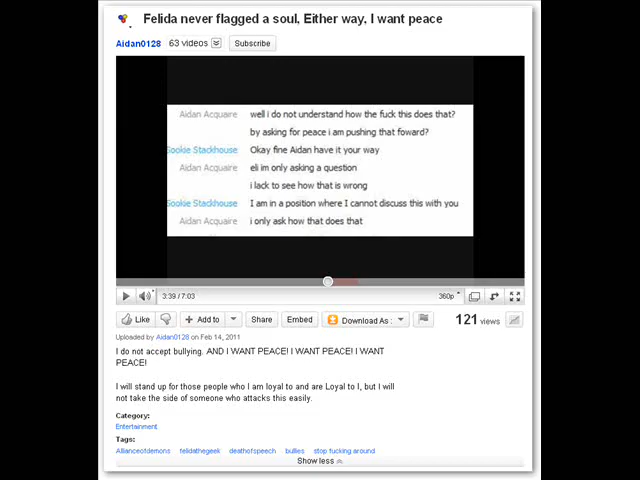 Felida never flagged a soul, Either way, I want peace
Aidan0128 63 videos Subscribe
Aidan Acquaire well i do not understand how the fuck this does that?
by asking for peace i am pushing that foward?
Sookie Stackhouse Okay fine Aidan have it your way
Aidan Acquaire eli im only asking a question
i lack to see how that is wrong
Sookie Stackhouse I am in a position where I cannot discuss this with you
Aidan Acquaire i only ask how that does that
3:39 / 7:03 360p
Like Add to Share Embed Download As : 121 views
Uploaded by Aidan0128 on Feb 14, 2011
I do not accept bullying. AND I WANT PEACE! I WANT PEACE! I WANT
PEACE!
I will stand up for those people who I am loyal to and are Loyal to I, but I will
not take the side of someone who attacks this easily.
Category:
Entertainment
Tags:
Allianceofdemons felidathegeek deathofspeech bullies stop fucking around
Show less